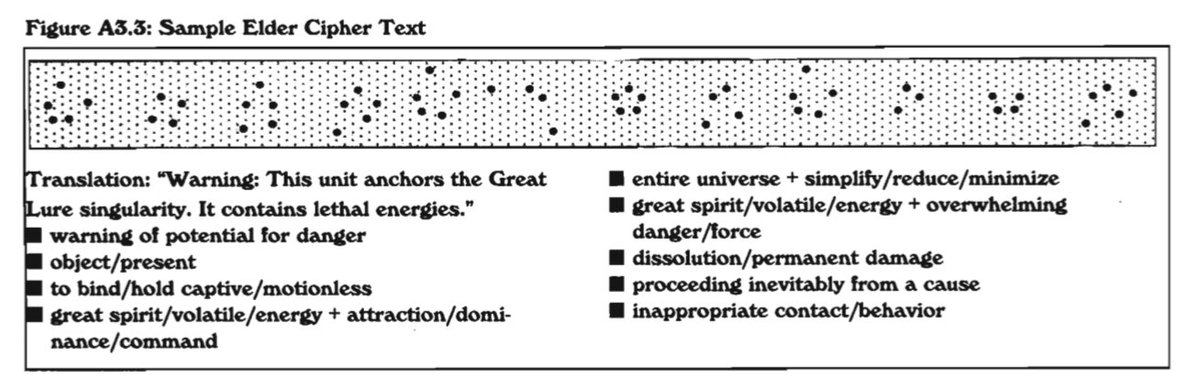 Figure A3.3: Sample Elder Cipher Text
Translation: “Warning: This unit anchors the Great
Lure singularity. It contains lethal energies.”
■ warning of potential for danger
■ object/present
■ to bind/hold captive/motionless
■ great spirit/volatile/energy + attraction/domi-
nance/command
■ entire universe + simplify/reduce/minimize
■ great spirit/volatile/energy + overwhelming
danger/force
■ dissolution/permanent damage
■ proceeding inevitably from a cause
■ inappropriate contact/behavior